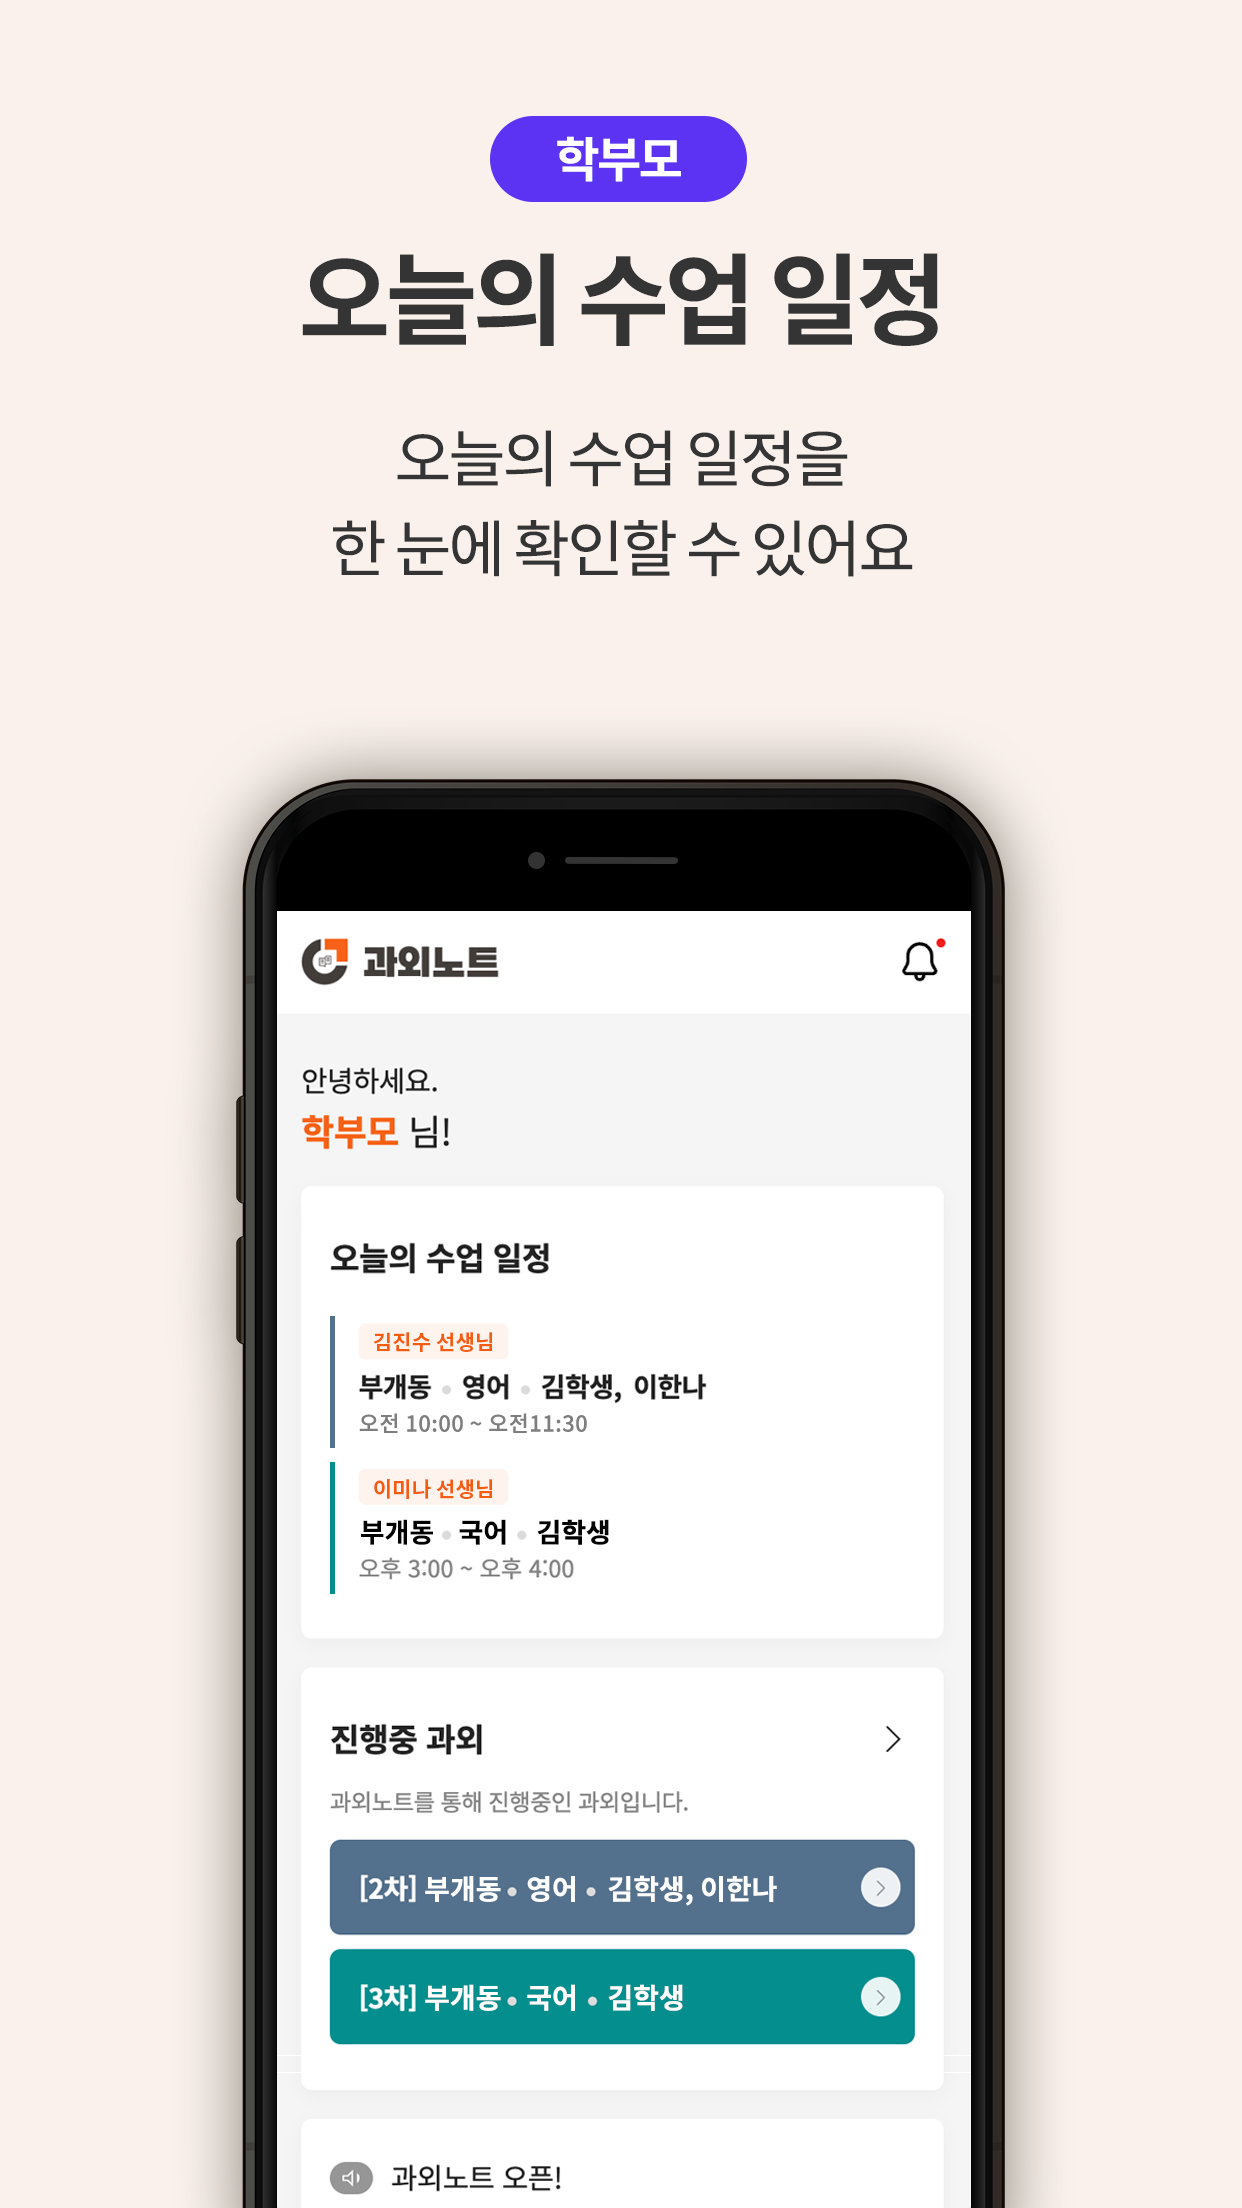 학부모
오늘의 수업 일정
오늘의 수업 일정을
한 눈에 확인할 수 있어요
과외노트
안녕하세요.
학부모 님!
오늘의 수업 일정
김진수 선생님
부개동 • 영어 • 김학생, 이한나
오전 10:00 ~ 오전11:30
이미나 선생님
부개동 • 국어 • 김학생
오후 3:00 ~ 오후 4:00
진행중 과외
과외노트를 통해 진행중인 과외입니다.
[2차] 부개동 • 영어 • 김학생, 이한나
[3차] 부개동 • 국어 • 김학생
과외노트 오픈!